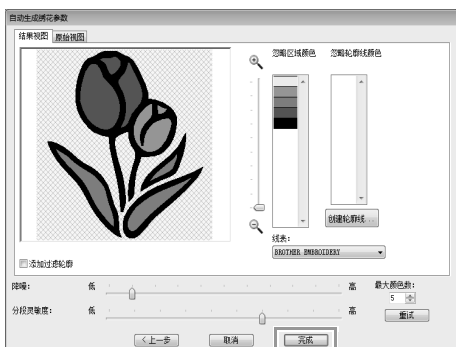 自动生成绣花参数
结果视图 原始视图
忽略区域颜色 忽略轮廓线颜色
创建轮廓线...
线表:
BROTHER EMBROIDERY
添加过滤轮廓
降噪: 低 高 最大颜色数:
5
分段灵敏度: 低 高 重试
<上一步 取消 完成